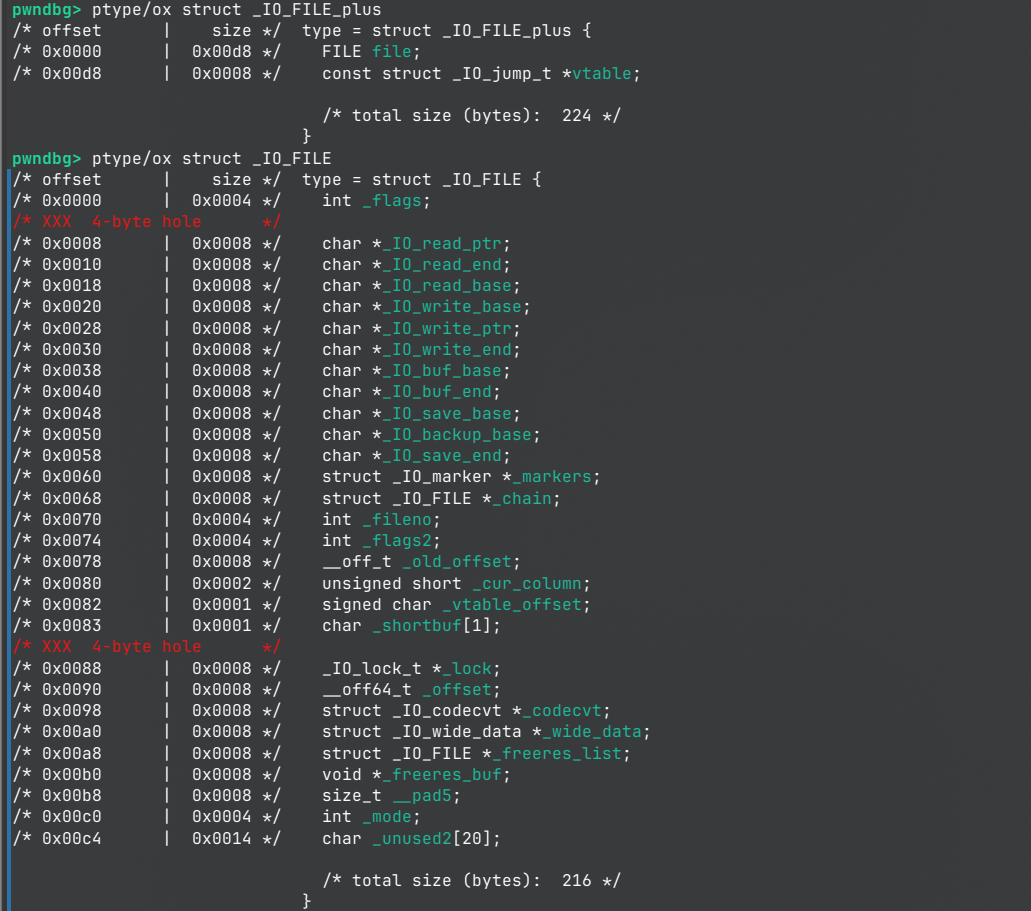 pwndbg> ptype/ox struct _IO_FILE_plus
/* offset      |    size */  type = struct _IO_FILE_plus {
/* 0x0000      |  0x00d8 */    FILE file;
/* 0x00d8      |  0x0008 */    const struct _IO_jump_t *vtable;
/* total size (bytes):  224 */
}
pwndbg> ptype/ox struct _IO_FILE
/* offset      |    size */  type = struct _IO_FILE {
/* 0x0000      |  0x0004 */    int _flags;
/* XXX  4-byte hole      */
/* 0x0008      |  0x0008 */    char *_IO_read_ptr;
/* 0x0010      |  0x0008 */    char *_IO_read_end;
/* 0x0018      |  0x0008 */    char *_IO_read_base;
/* 0x0020      |  0x0008 */    char *_IO_write_base;
/* 0x0028      |  0x0008 */    char *_IO_write_ptr;
/* 0x0030      |  0x0008 */    char *_IO_write_end;
/* 0x0038      |  0x0008 */    char *_IO_buf_base;
/* 0x0040      |  0x0008 */    char *_IO_buf_end;
/* 0x0048      |  0x0008 */    char *_IO_save_base;
/* 0x0050      |  0x0008 */    char *_IO_backup_base;
/* 0x0058      |  0x0008 */    char *_IO_save_end;
/* 0x0060      |  0x0008 */    struct _IO_marker *_markers;
/* 0x0068      |  0x0008 */    struct _IO_FILE *_chain;
/* 0x0070      |  0x0004 */    int _fileno;
/* 0x0074      |  0x0004 */    int _flags2;
/* 0x0078      |  0x0008 */    __off_t _old_offset;
/* 0x0080      |  0x0002 */    unsigned short _cur_column;
/* 0x0082      |  0x0001 */    signed char _vtable_offset;
/* 0x0083      |  0x0001 */    char _shortbuf[1];
/* XXX  4-byte hole      */
/* 0x0088      |  0x0008 */    _IO_lock_t *_lock;
/* 0x0090      |  0x0008 */    __off64_t _offset;
/* 0x0098      |  0x0008 */    struct _IO_codecvt *_codecvt;
/* 0x00a0      |  0x0008 */    struct _IO_wide_data *_wide_data;
/* 0x00a8      |  0x0008 */    struct _IO_FILE *_freeres_list;
/* 0x00b0      |  0x0008 */    void *_freeres_buf;
/* 0x00b8      |  0x0008 */    size_t __pad5;
/* 0x00c0      |  0x0004 */    int _mode;
/* 0x00c4      |  0x0014 */    char _unused2[20];
/* total size (bytes):  216 */
}